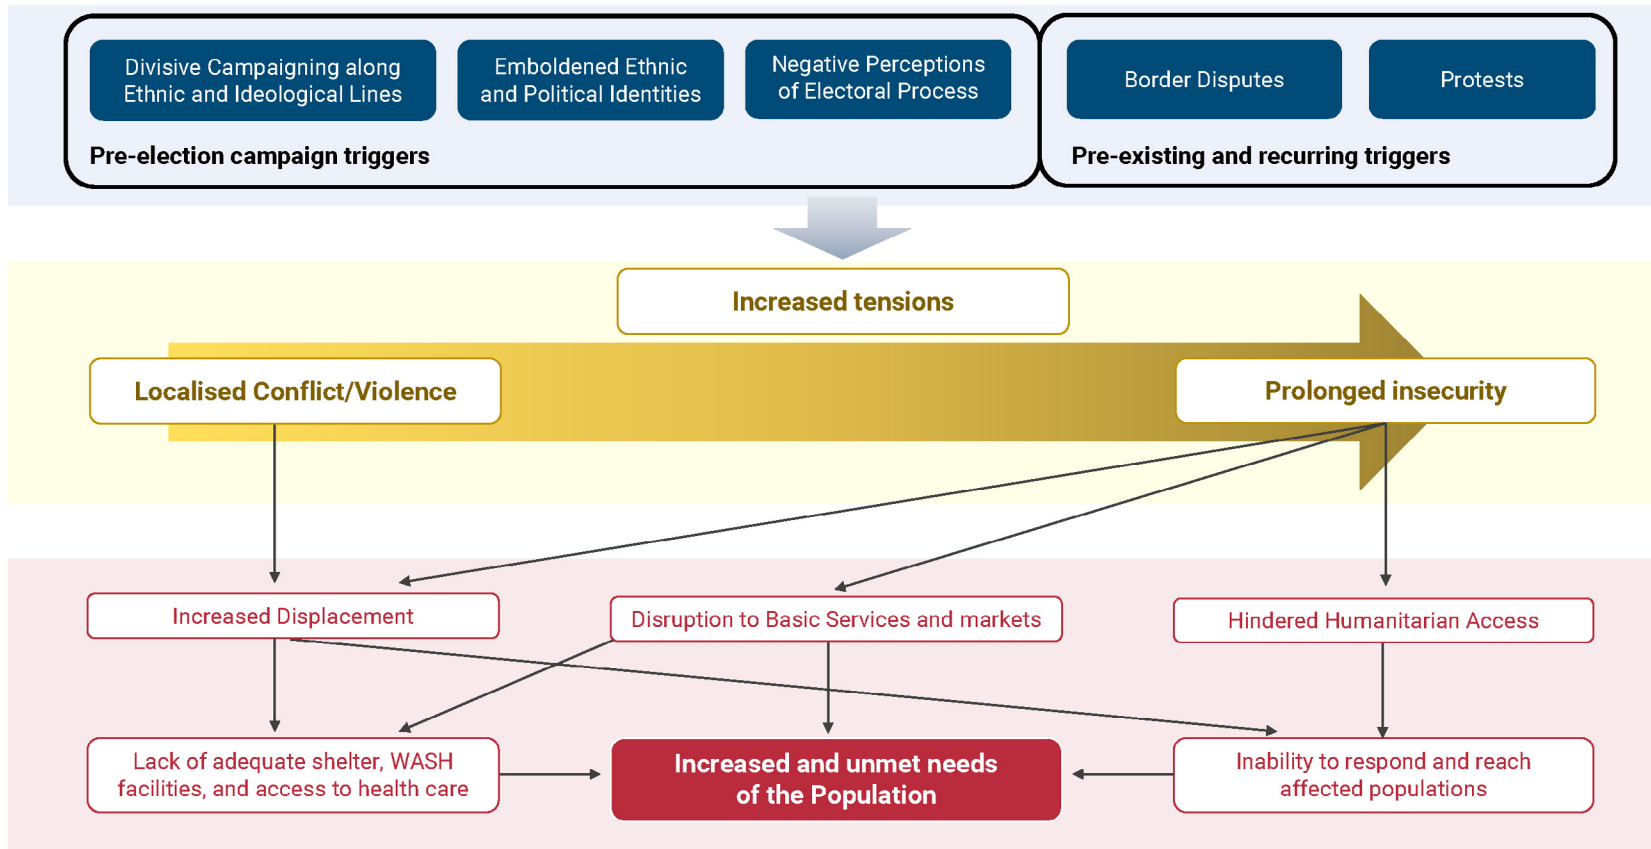 Divisive Campaigning along
Ethnic and Ideological Lines
Emboldened Ethnic
and Political Identities
Negative Perceptions
of Electoral Process
Pre-election campaign triggers
Border Disputes
Protests
Pre-existing and recurring triggers
Increased tensions
Localised Conflict/Violence
Prolonged insecurity
Increased Displacement
Disruption to Basic Services and markets
Hindered Humanitarian Access
Lack of adequate shelter, WASH
facilities, and access to health care
Increased and unmet needs
of the Population
Inability to respond and reach
affected populations